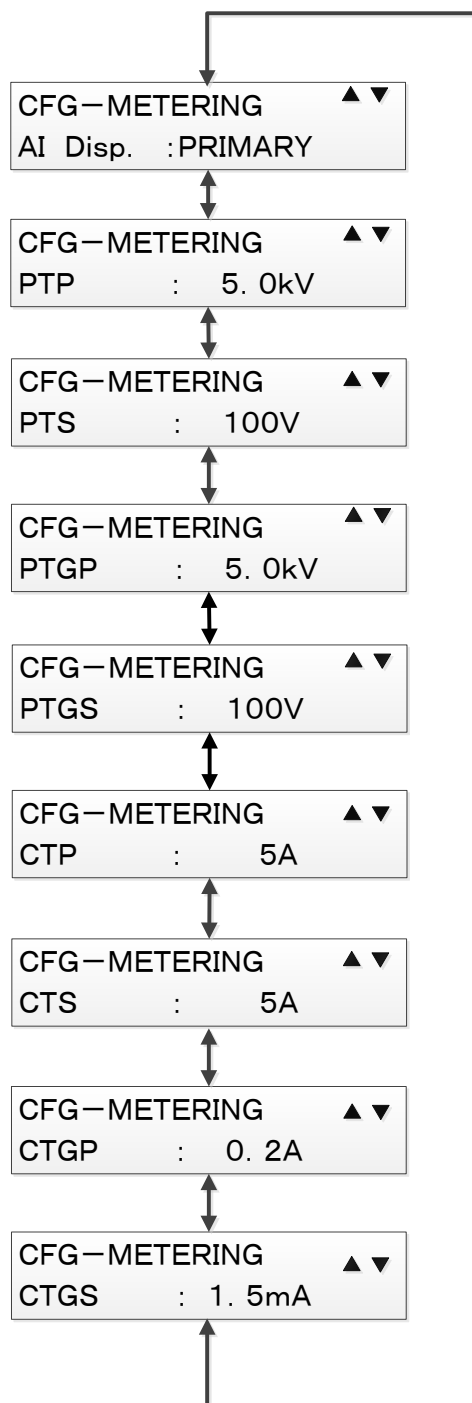 CFG－METERING ▲ ▼
AI Disp. :PRIMARY
CFG－METERING ▲ ▼
PTP : 5. 0kV
CFG－METERING ▲ ▼
PTS : 100V
CFG－METERING ▲ ▼
PTGP : 5. 0kV
CFG－METERING ▲ ▼
PTGS : 100V
CFG－METERING ▲ ▼
CTP : 5A
CFG－METERING ▲ ▼
CTS : 5A
CFG－METERING ▲ ▼
CTGP : 0. 2A
CFG－METERING ▲ ▼
CTGS : 1. 5mA